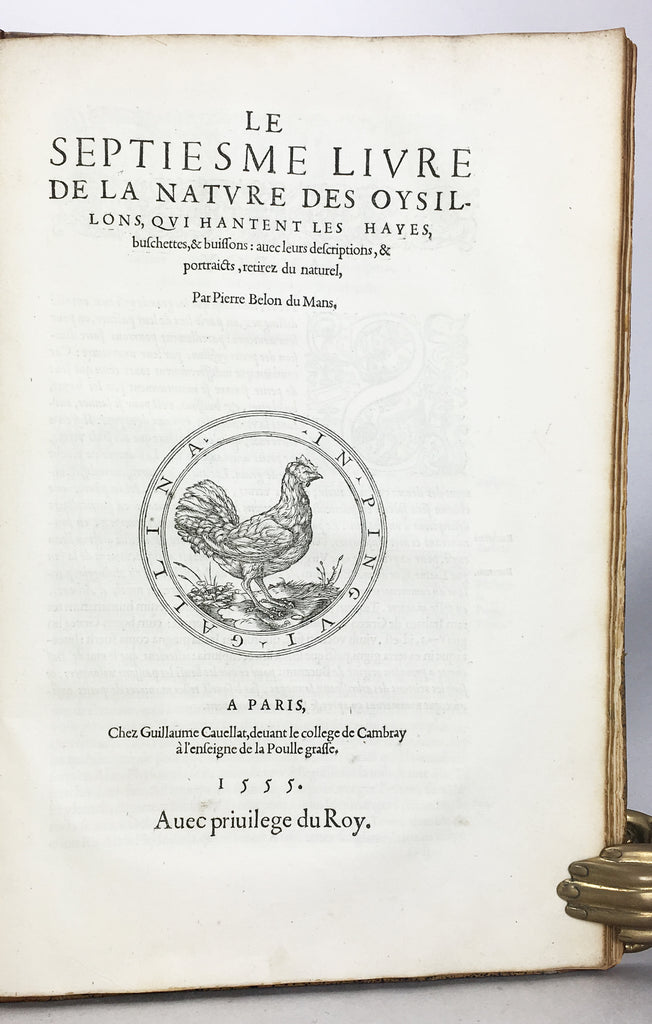 LE
SEPTIESME LIVRE
DE LA NATVRE DES OYSIL-
LONS, QVI HANTENT LES HAYES,
buſchettes,& buiſſons : auec leurs deſcriptions, &
portraicts, retirez du naturel,
Par Pierre Belon du Mans,
IN PINGVI GALLINA
A PARIS,
Chez Guillaume Cauellat, deuant le college de Cambray
à l'enſeigne de la Poulle graſſe.
1555.
Auec priuilege du Roy.